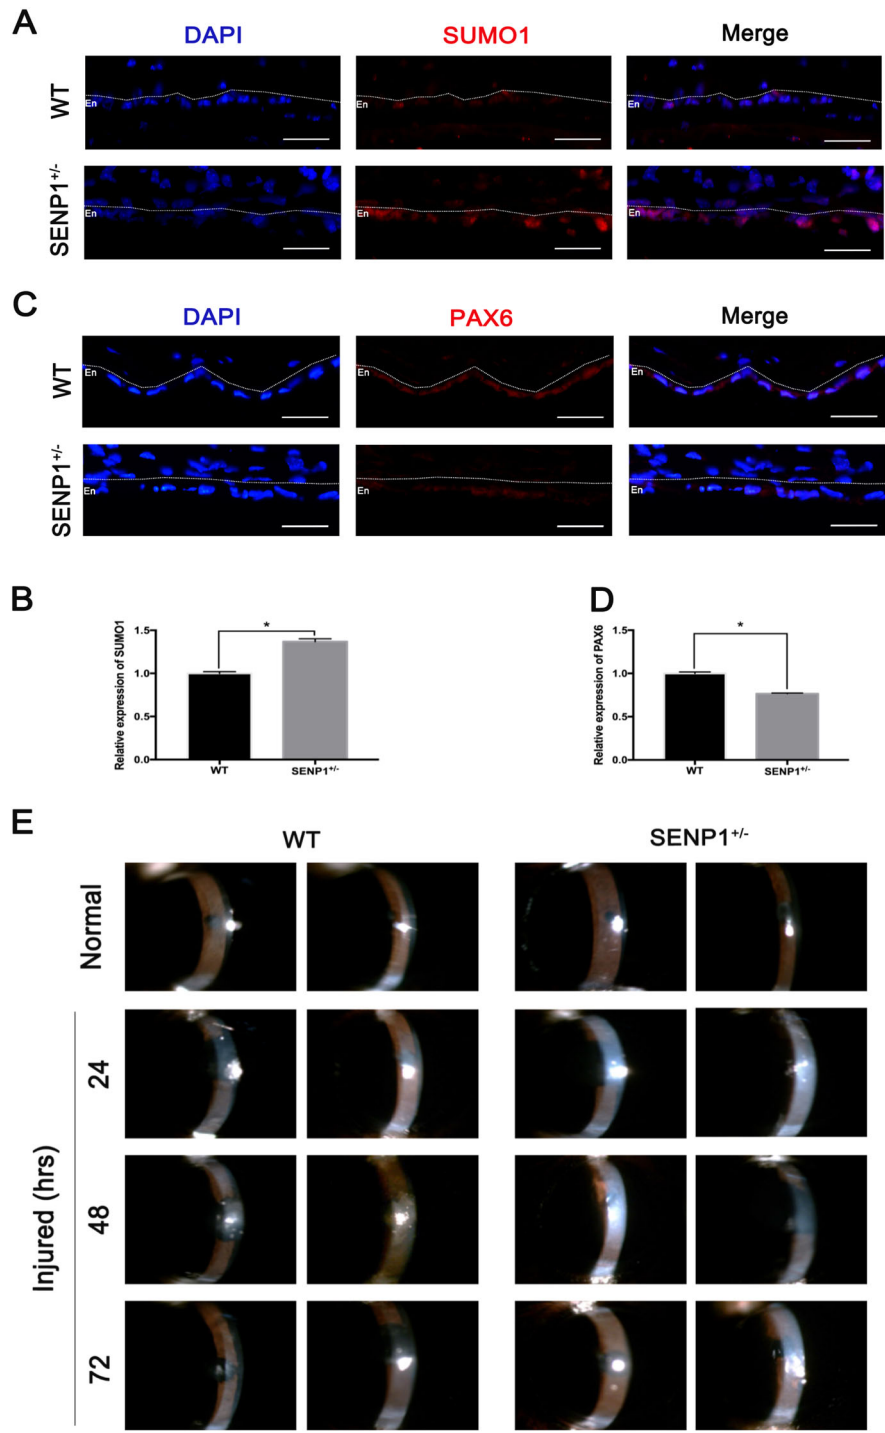 A
DAPI SUMO1 Merge
WT
En En En
SENP1+/-
En En En
C
DAPI PAX6 Merge
WT
En En En
SENP1+/-
En En En
B
Relative expression of SUMO1
1.5
1.0
0.5
0.0
*
WT SENP1+/-
D
Relative expression of PAX6
1.5
1.0
0.5
0.0
*
WT SENP1+/-
E
WT SENP1+/-
Normal
Injured (hrs)
24
48
72